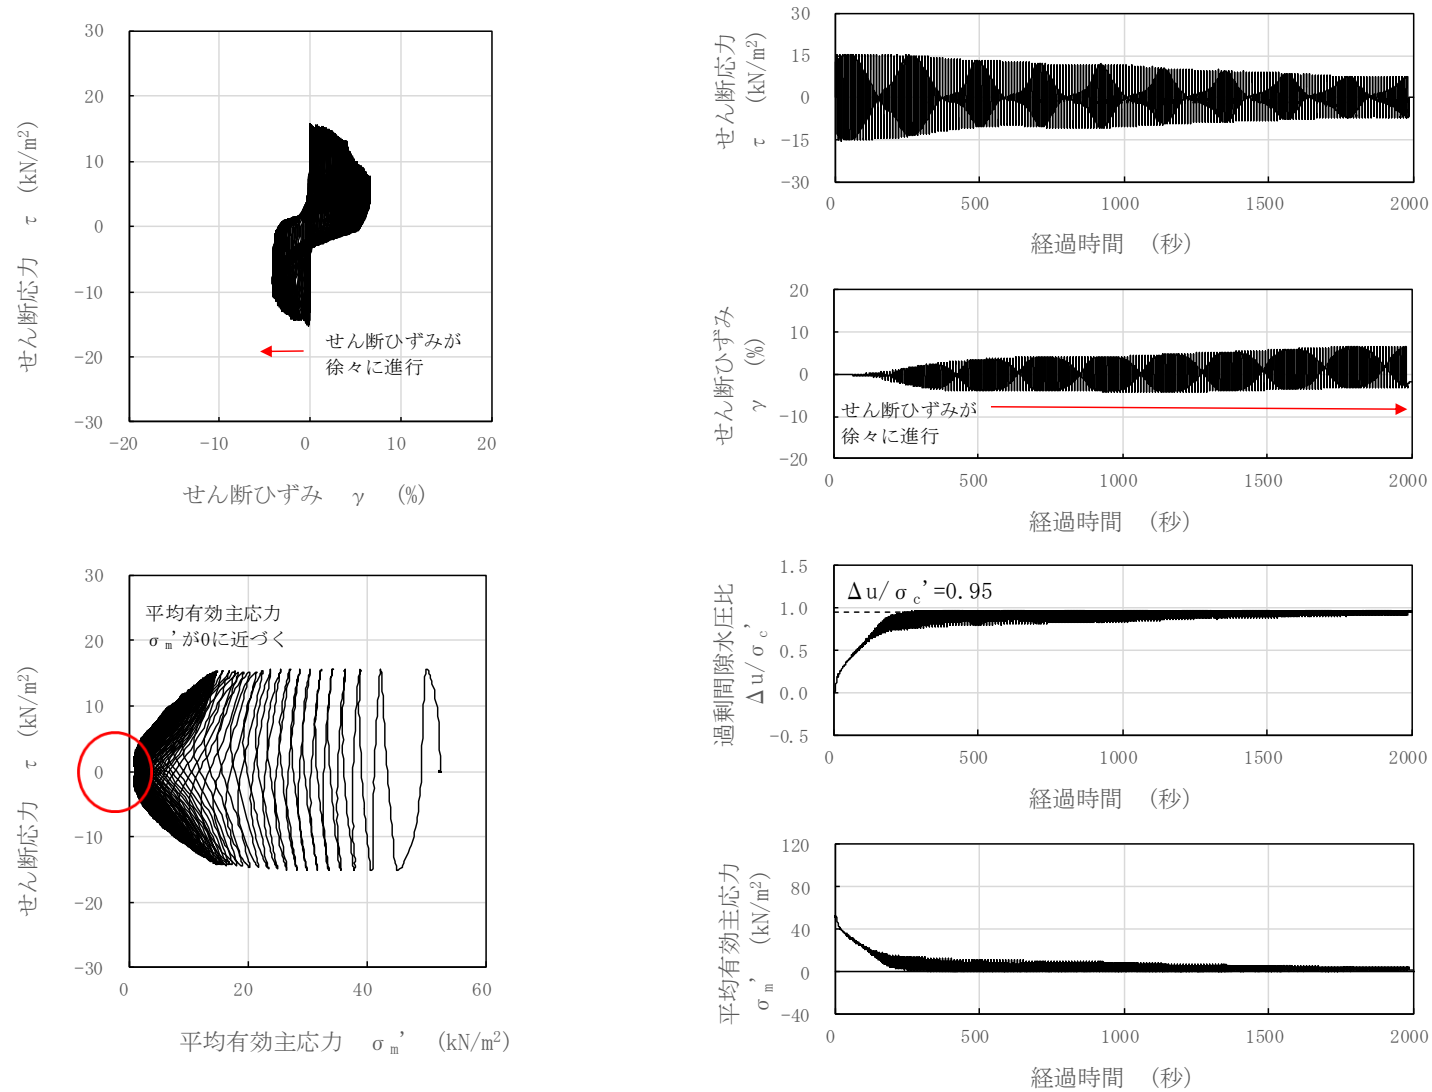 30
20
10
0
-10
-20
-30
せん断応力 τ (kN/m²)
せん断ひずみが
徐々に進行
-20
-10
0
10
20
せん断ひずみ γ (%)
30
15
0
-15
-30
せん断応力
τ (kN/m²)
0
500
1000
1500
2000
経過時間 (秒)
20
10
0
-10
-20
せん断ひずみ
γ (%)
せん断ひずみが
徐々に進行
0
500
1000
1500
2000
経過時間 (秒)
30
20
10
0
-10
-20
-30
せん断応力 τ (kN/m²)
平均有効主応力
σm'が0に近づく
0
20
40
60
平均有効主応力 σm' (kN/m²)
1.5
1.0
0.5
0.0
-0.5
過剰間隙水圧比
Δu/σc'
Δu/σc'=0.95
0
500
1000
1500
2000
経過時間 (秒)
120
80
40
0
-40
平均有効主応力
σm' (kN/m²)
0
500
1000
1500
2000
経過時間 (秒)